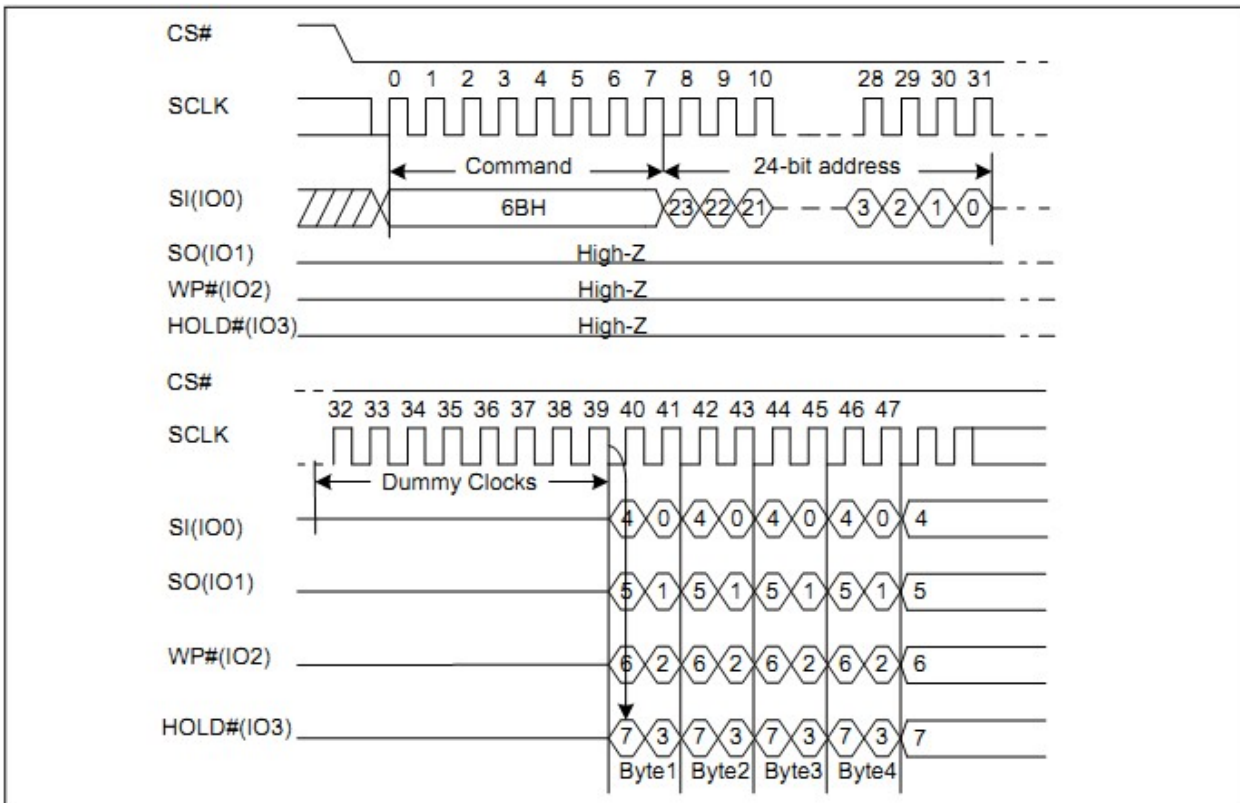 CS#
0 1 2 3 4 5 6 7 8 9 10 28 29 30 31
SCLK
Command 24-bit address
SI(IO0) 6BH 23 22 21 3 2 1 0
SO(IO1) High-Z
WP#(IO2) High-Z
HOLD#(IO3) High-Z
CS#
32 33 34 35 36 37 38 39 40 41 42 43 44 45 46 47
SCLK
Dummy Clocks
SI(IO0) 4 0 4 0 4 0 4 0 4
SO(IO1) 5 1 5 1 5 1 5 1 5
WP#(IO2) 6 2 6 2 6 2 6 2 6
HOLD#(IO3) 7 3 7 3 7 3 7 3 7
Byte1 Byte2 Byte3 Byte4